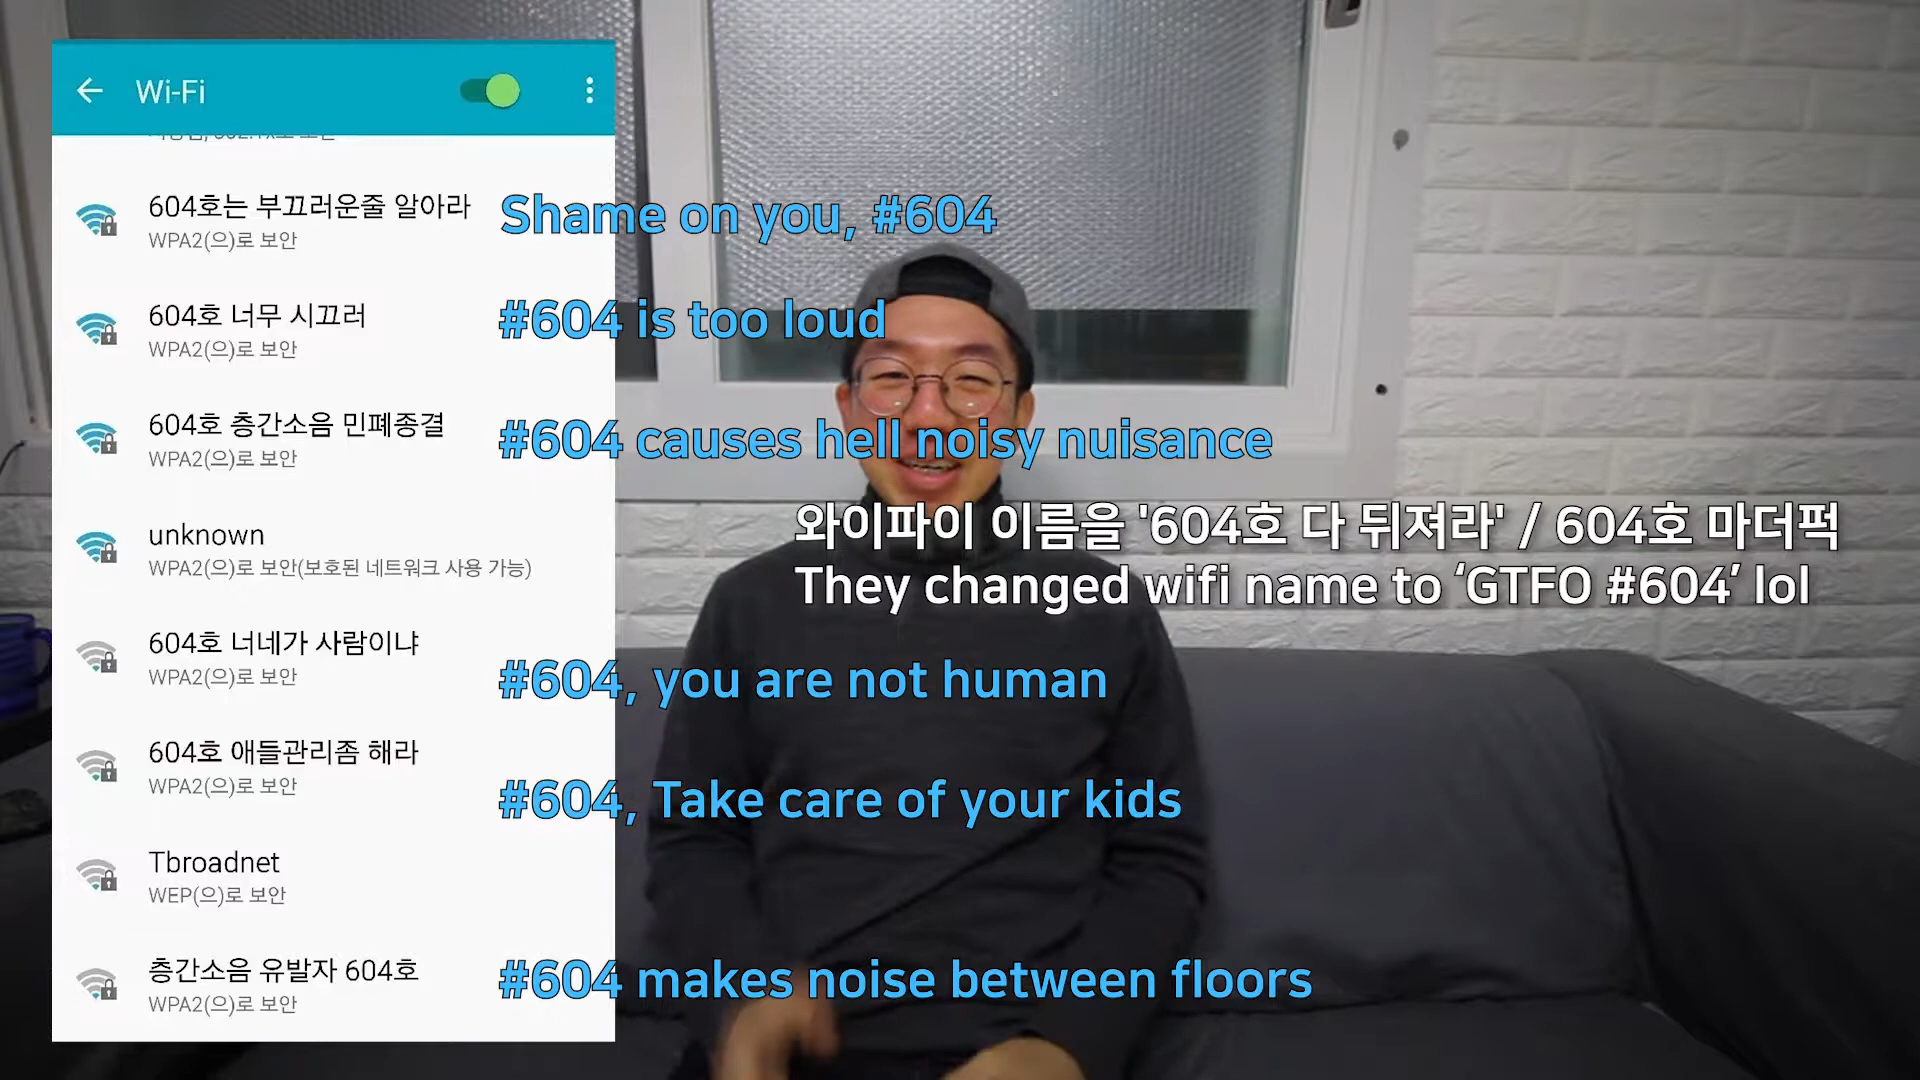 Wi-Fi
604호는 부끄러운줄 알아라
WPA2(으)로 보안
Shame on you, #604
604호 너무 시끄러
WPA2(으)로 보안
#604 is too loud
604호 층간소음 민폐종결
WPA2(으)로 보안
#604 causes hell noisy nuisance
unknown
WPA2(으)로 보안(보호된 네트워크 사용 가능)
와이파이 이름을 '604호 다 뒤져라' / 604호 마더퍽
They changed wifi name to ‘GTFO #604’ lol
604호 너네가 사람이냐
WPA2(으)로 보안
#604, you are not human
604호 애들관리좀 해라
WPA2(으)로 보안
#604, Take care of your kids
Tbroadnet
WEP(으)로 보안
층간소음 유발자 604호
WPA2(으)로 보안
#604 makes noise between floors